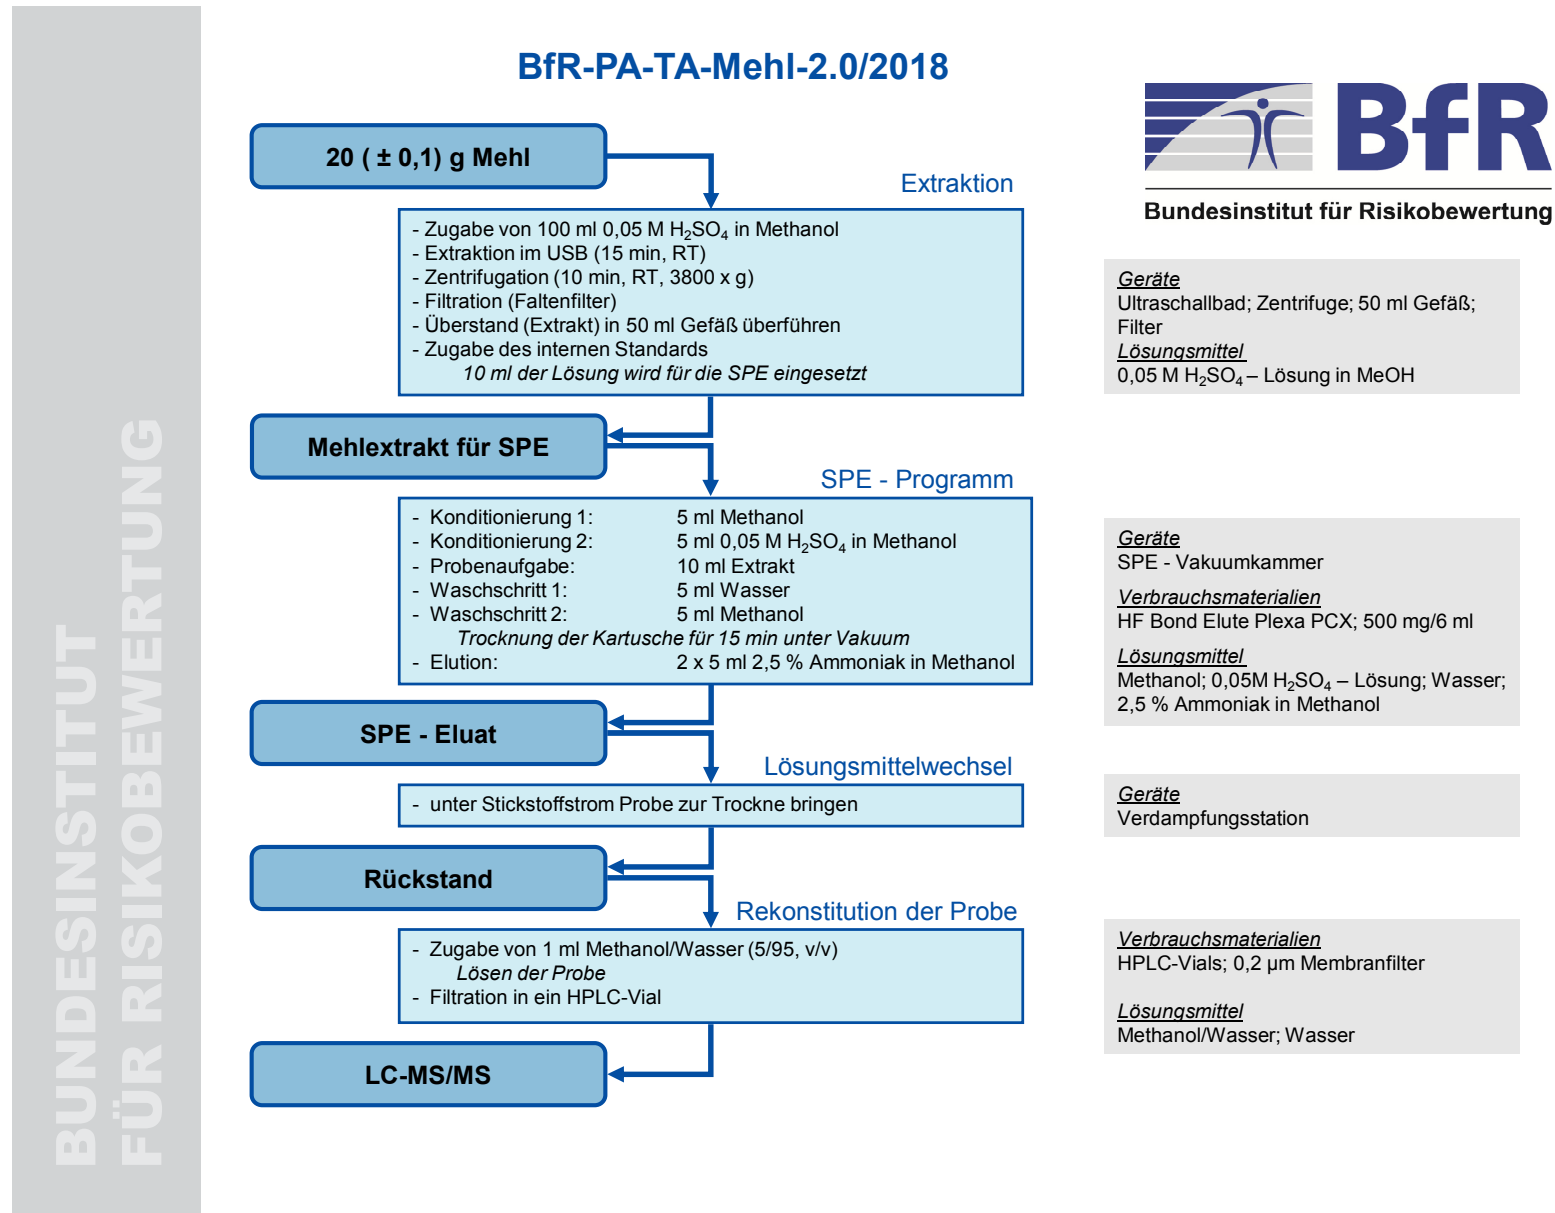 BfR-PA-TA-Mehl-2.0/2018
BfR
Bundesinstitut für Risikobewertung
BUNDESINSTITUT
FÜR RISIKOBEWERTUNG
20 ( ± 0,1) g Mehl
Extraktion
- Zugabe von 100 ml 0,05 M H₂SO₄ in Methanol
- Extraktion im USB (15 min, RT)
- Zentrifugation (10 min, RT, 3800 x g)
- Filtration (Faltenfilter)
- Überstand (Extrakt) in 50 ml Gefäß überführen
- Zugabe des internen Standards
10 ml der Lösung wird für die SPE eingesetzt
Geräte
Ultraschallbad; Zentrifuge; 50 ml Gefäß;
Filter
Lösungsmittel
0,05 M H₂SO₄ – Lösung in MeOH
Mehlextrakt für SPE
SPE - Programm
- Konditionierung 1: 5 ml Methanol
- Konditionierung 2: 5 ml 0,05 M H₂SO₄ in Methanol
- Probenaufgabe: 10 ml Extrakt
- Waschschritt 1: 5 ml Wasser
- Waschschritt 2: 5 ml Methanol
Trocknung der Kartusche für 15 min unter Vakuum
- Elution: 2 x 5 ml 2,5 % Ammoniak in Methanol
Geräte
SPE - Vakuumkammer
Verbrauchsmaterialien
HF Bond Elute Plexa PCX; 500 mg/6 ml
Lösungsmittel
Methanol; 0,05M H₂SO₄ – Lösung; Wasser;
2,5 % Ammoniak in Methanol
SPE - Eluat
Lösungsmittelwechsel
- unter Stickstoffstrom Probe zur Trockne bringen
Geräte
Verdampfungsstation
Rückstand
Rekonstitution der Probe
- Zugabe von 1 ml Methanol/Wasser (5/95, v/v)
Lösen der Probe
- Filtration in ein HPLC-Vial
Verbrauchsmaterialien
HPLC-Vials; 0,2 µm Membranfilter
Lösungsmittel
Methanol/Wasser; Wasser
LC-MS/MS